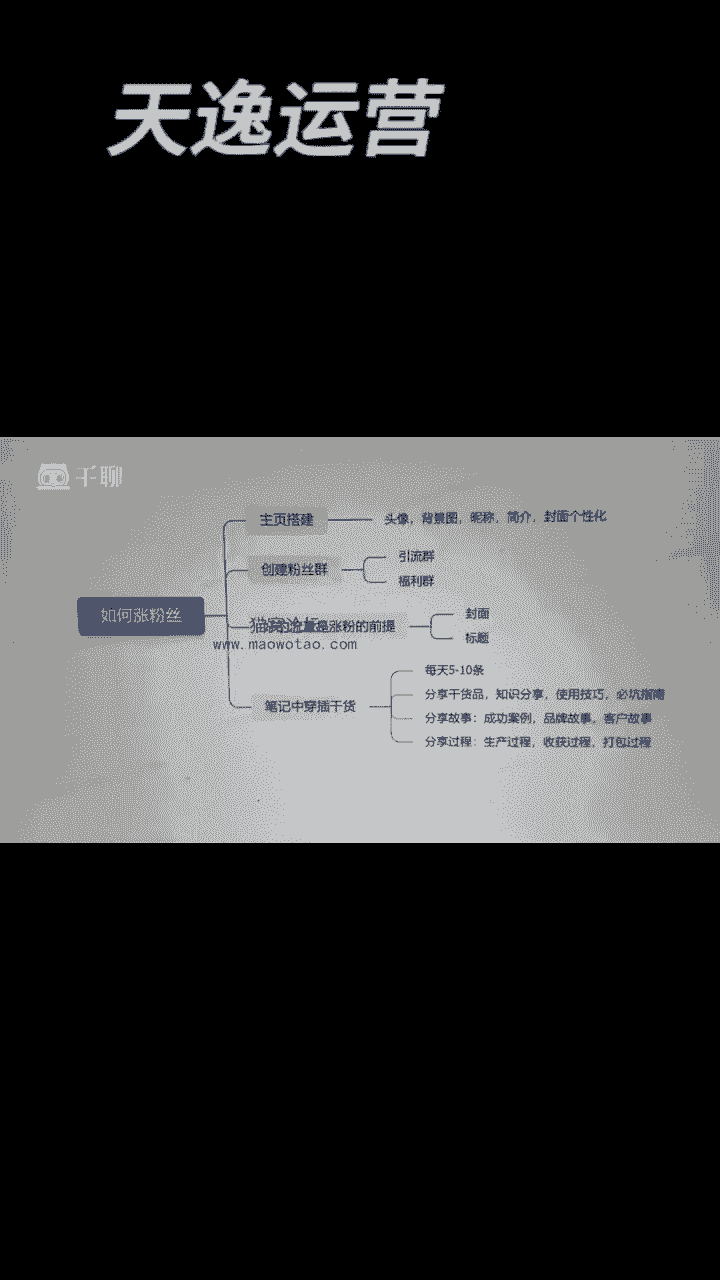 天逸运营
千聊
主页搭建
头像，背景图，昵称，简介，封面个性化
创建粉丝群
引流群
福利群
如何涨粉丝
流量是涨粉的前提
封面
标题
www.maowotao.com
笔记中穿插干货
每天5-10条
分享干货品，知识分享，使用技巧，必坑指南
分享故事：成功案例，品牌故事，客户故事
分享过程：生产过程，收获过程，打包过程